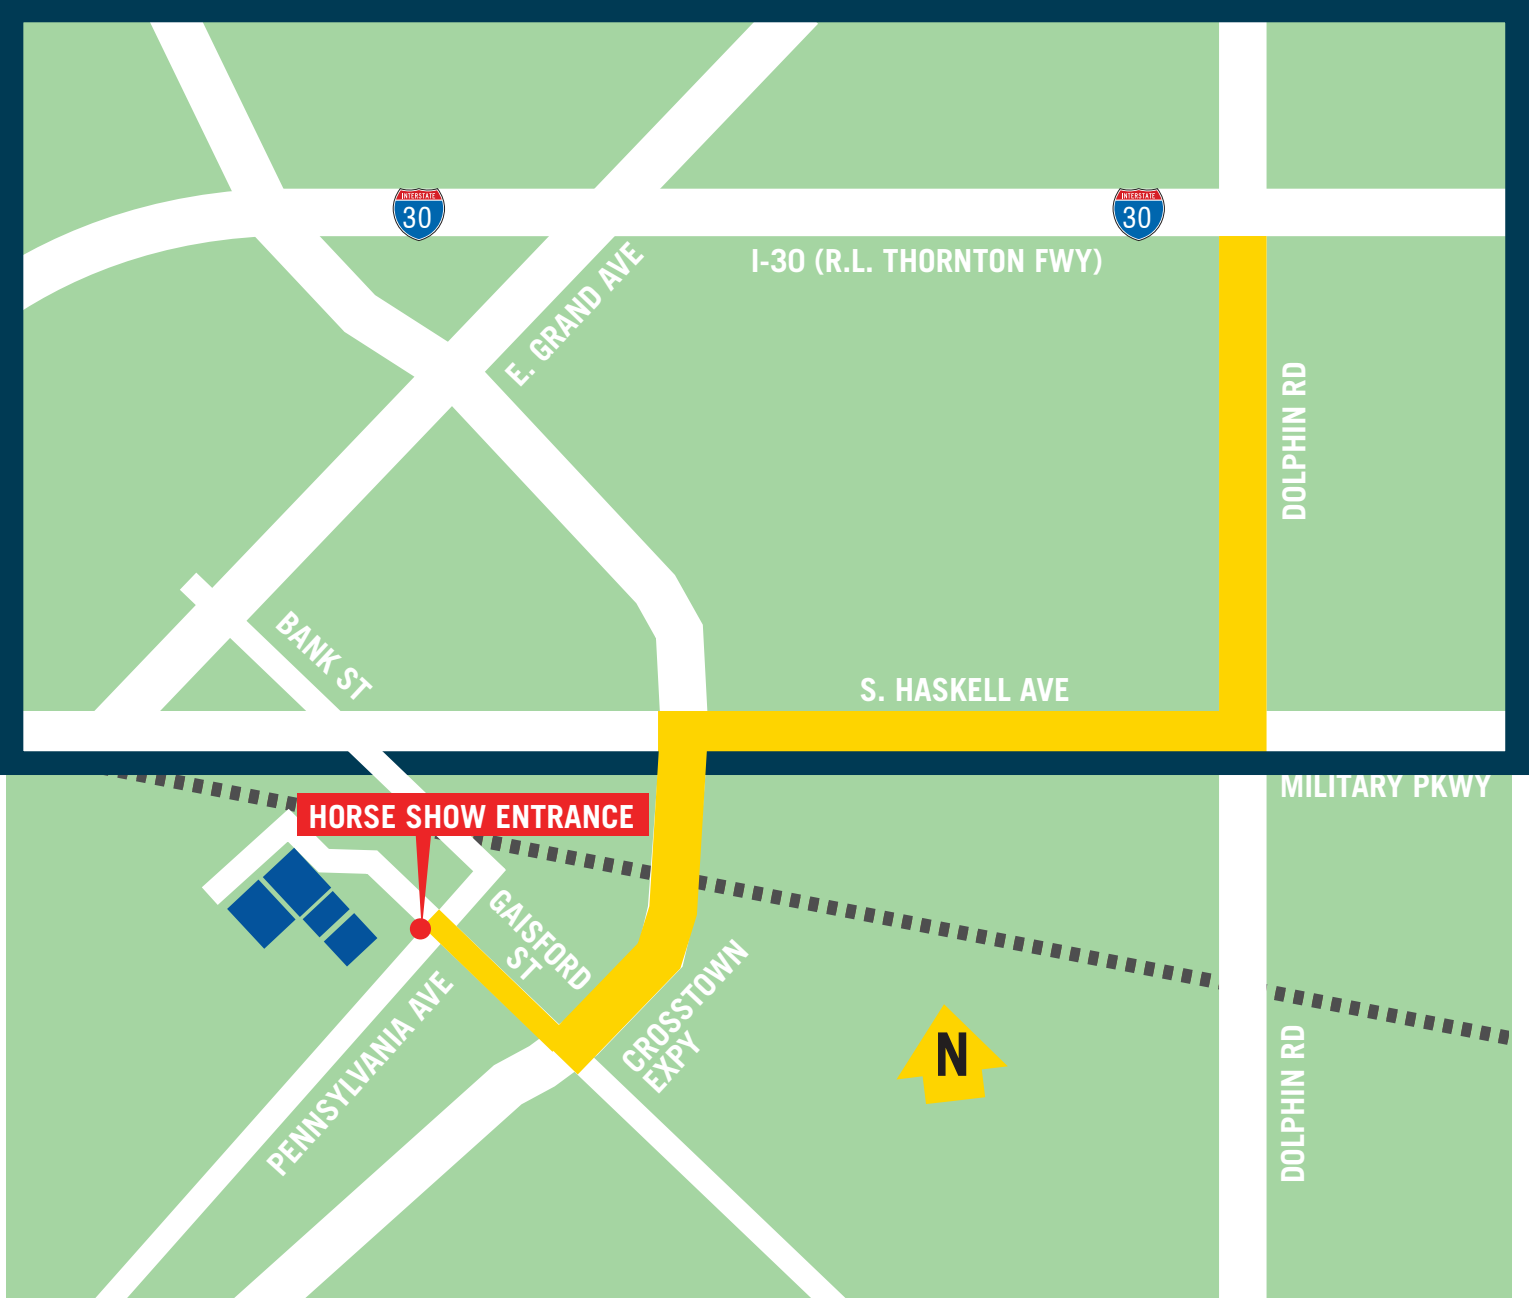 INTERSTATE
30
INTERSTATE
30
I-30 (R.L. THORNTON FWY)
E. GRAND AVE
DOLPHIN RD
BANK ST
S. HASKELL AVE
MILITARY PKWY
HORSE SHOW ENTRANCE
GAISFORD
ST
CROSSTOWN
EXPY
PENNSYLVANIA AVE
N
DOLPHIN RD